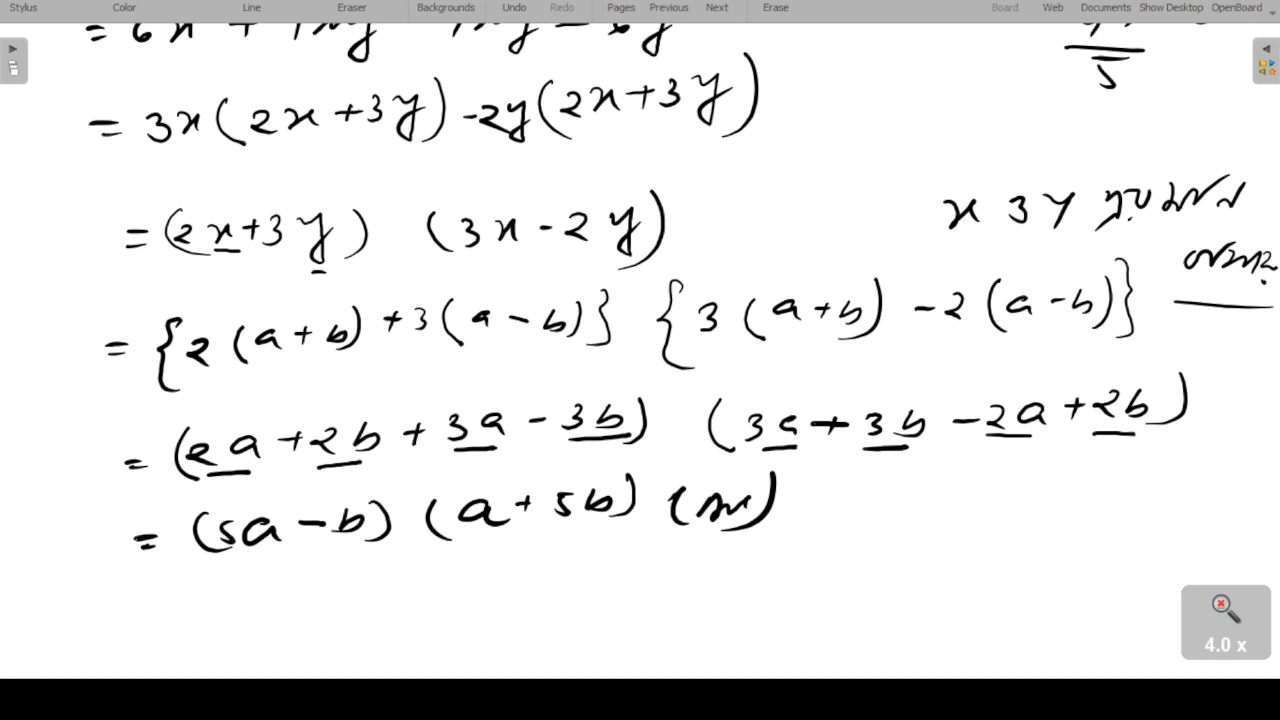 Stylus Color Line Eraser Backgrounds Undo Redo Pages Previous Next Erase Board Web Documents Show Desktop OpenBoard
5
= 3x(2x+3y) -2y(2x+3y)
= (2x+3y) (3x-2y)
x ও y এর মান
= {2(a+b)+3(a-b)} {3(a+b)-2(a-b)}
= (2a+2b+3a-3b) (3a+3b-2a+2b)
= (5a-b) (a+5b) (Ans)
4.0 x